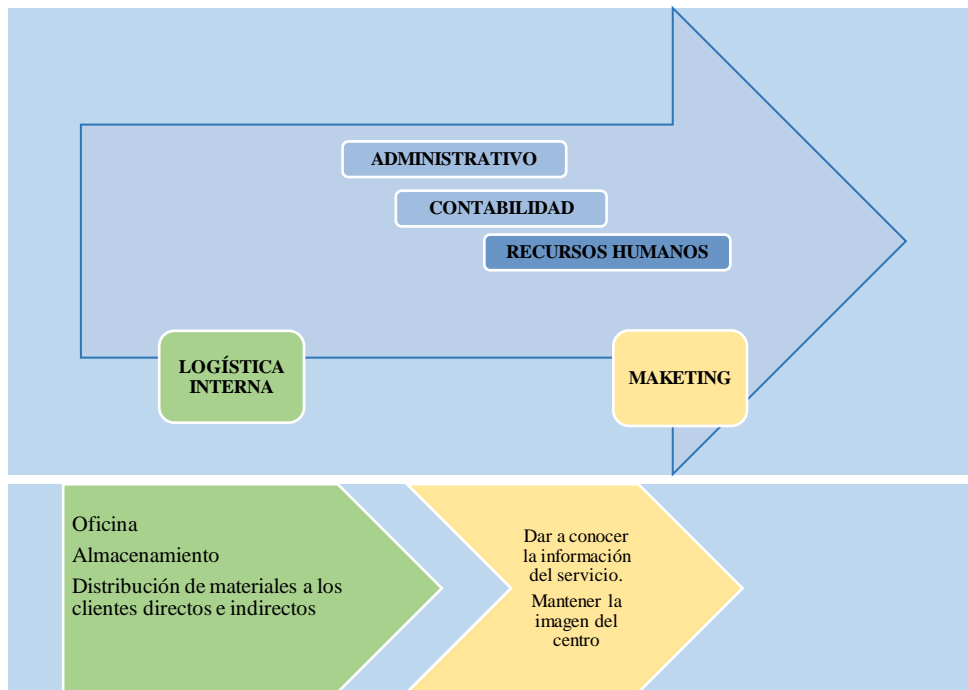 ADMINISTRATIVO
CONTABILIDAD
RECURSOS HUMANOS
LOGÍSTICA
INTERNA
MAKETING
Oficina
Almacenamiento
Distribución de materiales a los
clientes directos e indirectos
Dar a conocer
la información
del servicio.
Mantener la
imagen del
centro